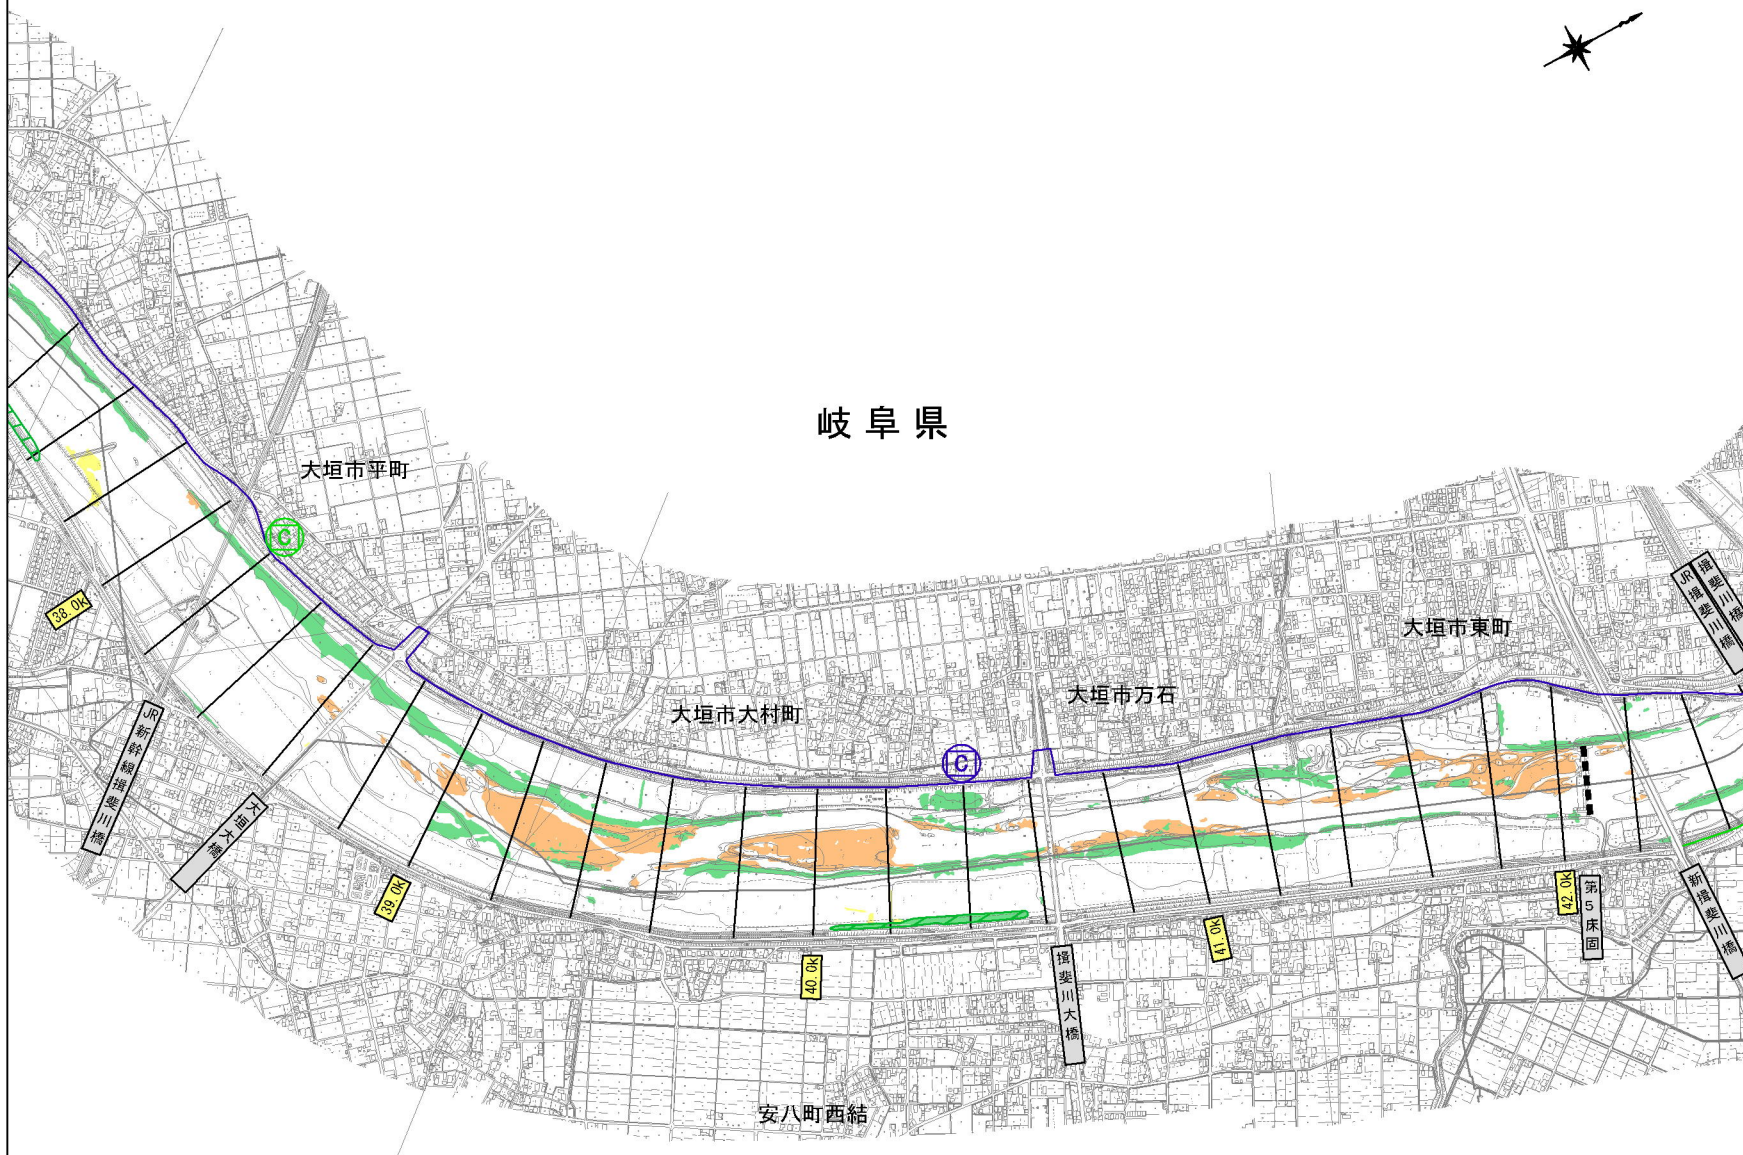 岐阜県
大垣市平町
C
大垣市大村町
C
大垣市万石
大垣市東町
揖斐川橋
JR揖斐川橋
38.0K
JR新幹線揖斐川橋
大垣大橋
39.0K
40.0K
揖斐川大橋
41.0K
42.0K
第5床固
新揖斐川橋
安八町西結